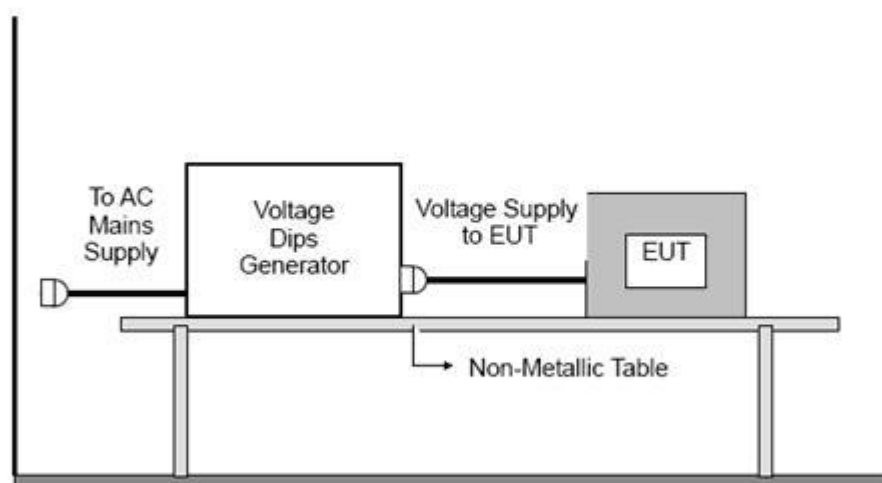 To AC
Mains
Supply
Voltage
Dips
Generator
Voltage Supply
to EUT
EUT
Non-Metallic Table